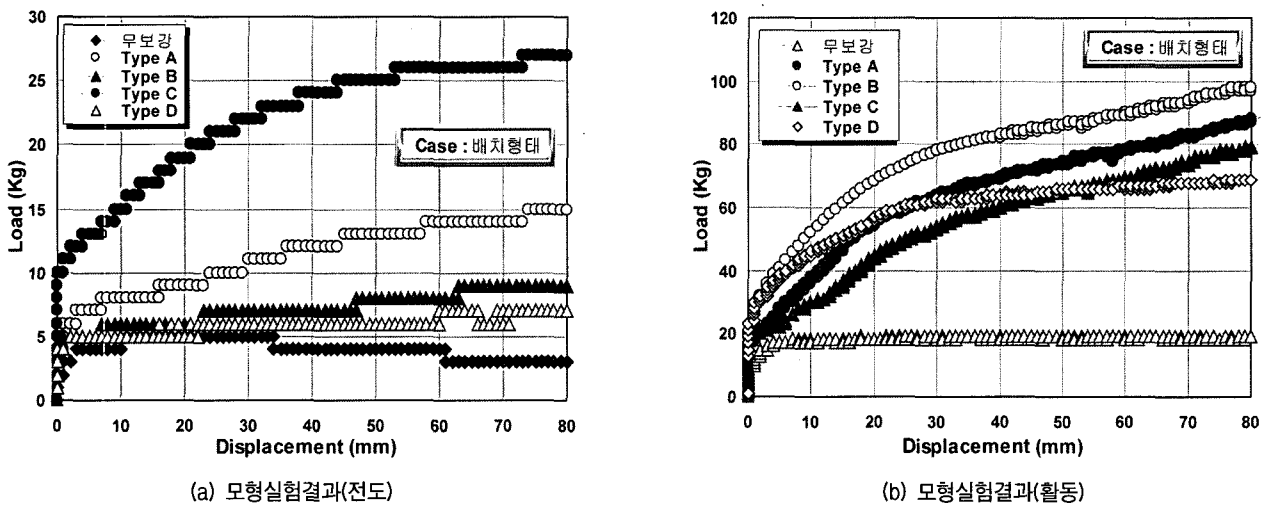 30
25
20
15
10
5
0
Load (Kg)
무보강
Type A
Type B
Type C
Type D
Case : 배치형태
0 10 20 30 40 50 60 70 80
Displacement (mm)
(a) 모형실험결과(전도)
120
100
80
60
40
20
0
Load (Kg)
무보강
Type A
Type B
Type C
Type D
Case : 배치형태
0 10 20 30 40 50 60 70 80
Displacement (mm)
(b) 모형실험결과(활동)